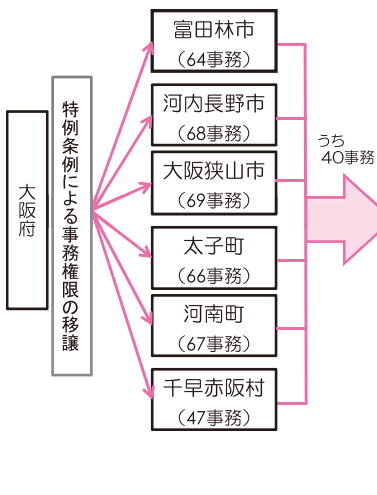 大阪府
特例条例による事務権限の移譲
富田林市
（64事務）
河内長野市
（68事務）
大阪狭山市
（69事務）
太子町
（66事務）
河南町
（67事務）
千早赤阪村
（47事務）
うち
40事務